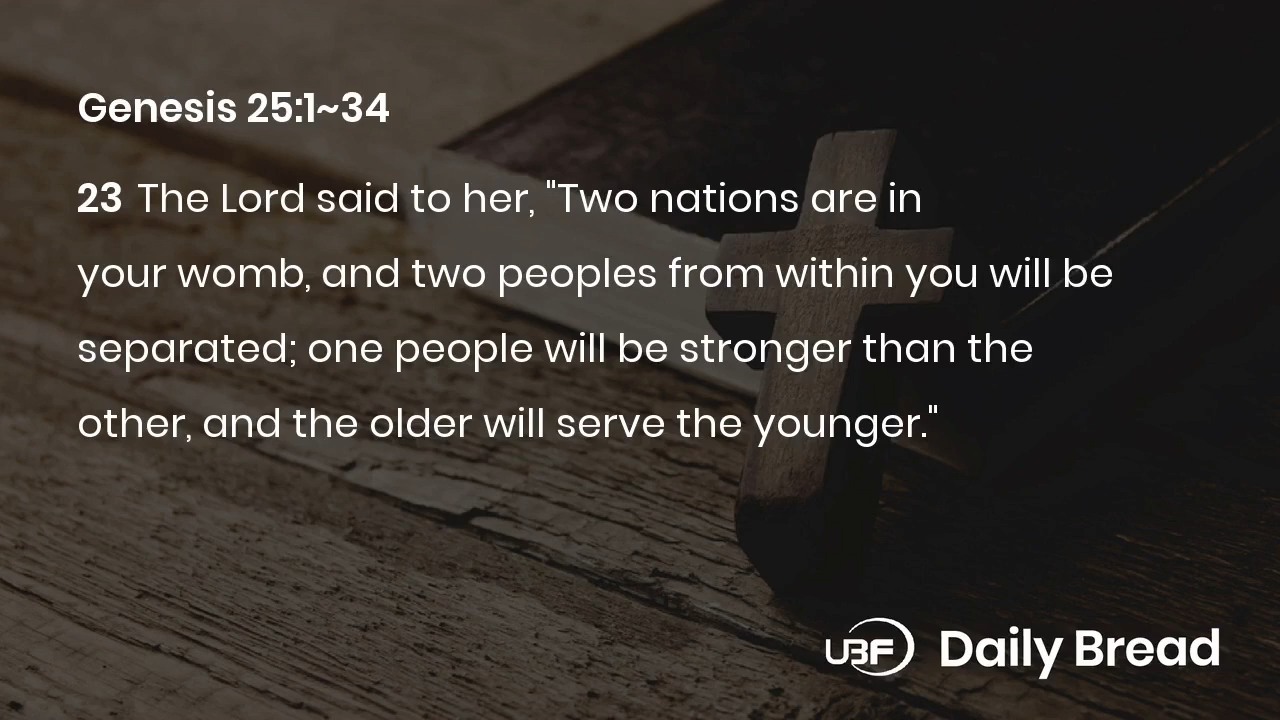 Genesis 25:1~34
23 The Lord said to her, "Two nations are in
your womb, and two peoples from within you will be
separated; one people will be stronger than the
other, and the older will serve the younger."
UBF Daily Bread